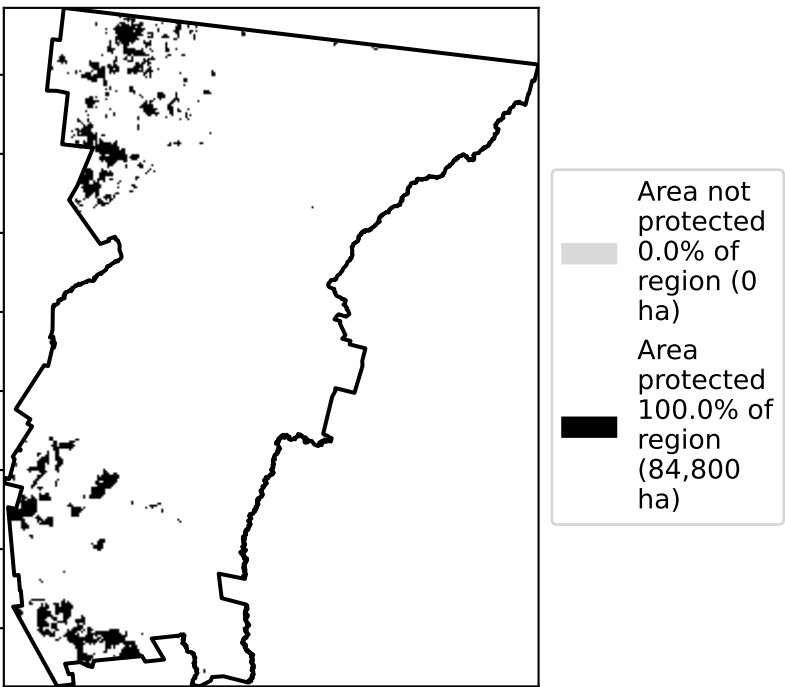 Area not
protected
0.0% of
region (0
ha)
Area
protected
100.0% of
region
(84,800
ha)